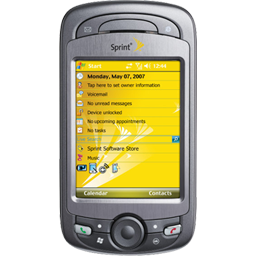 Sprint
Start 12:44
Monday, May 07, 2007
Tap here to set owner information
Voicemail
No unread messages
Device unlocked
No upcoming appointments
No tasks
Sprint Software Store
Music
Calendar Contacts